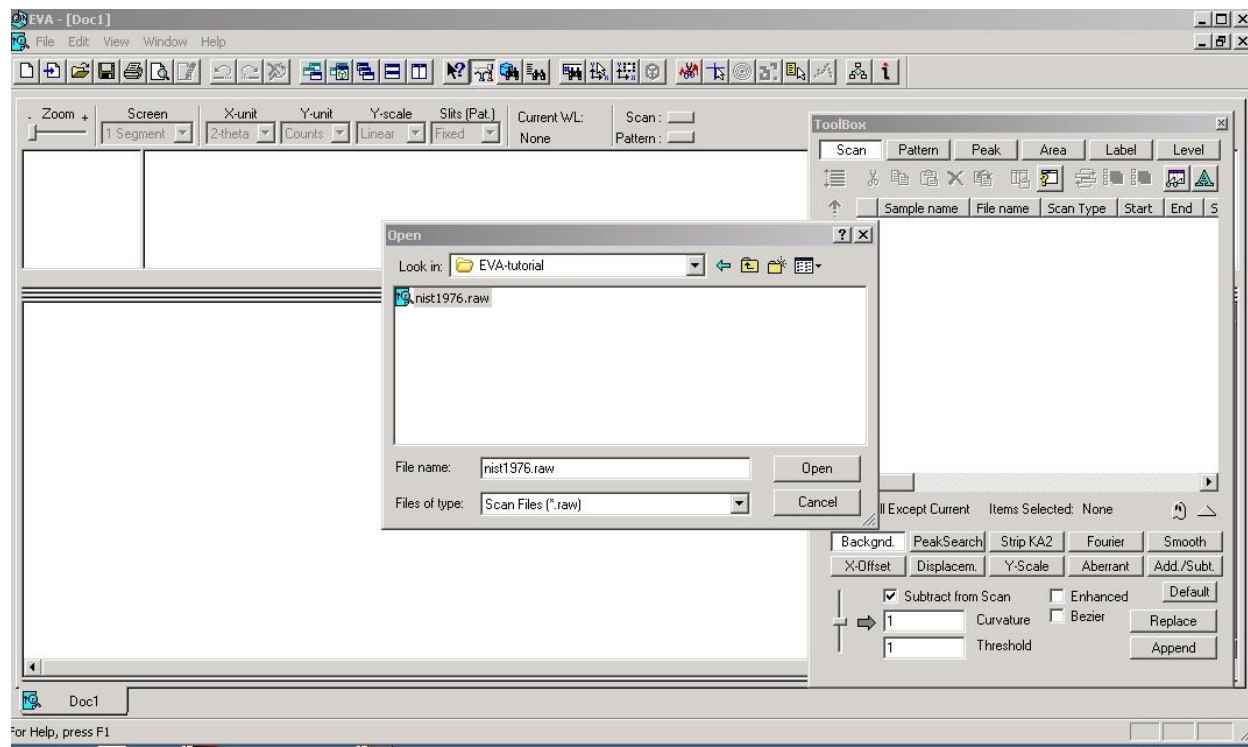 EVA - [Doc1]
File Edit View Window Help
- Zoom + Screen X-unit Y-unit Y-scale Slits (Pat.) Current WL: Scan :
1 Segment 2-theta Counts Linear Fixed None Pattern :
ToolBox
Scan Pattern Peak Area Label Level
Sample name File name Scan Type Start End S
Open
Look in: EVA-tutorial
nist1976.raw
File name: nist1976.raw Open
Files of type: Scan Files (*.raw) Cancel
ll Except Current Items Selected: None
Backgnd. PeakSearch Strip KA2 Fourier Smooth
X-Offset Displacem. Y-Scale Aberrant Add./Subt.
Subtract from Scan Enhanced Default
1 Curvature Bezier Replace
1 Threshold Append
Doc1
For Help, press F1